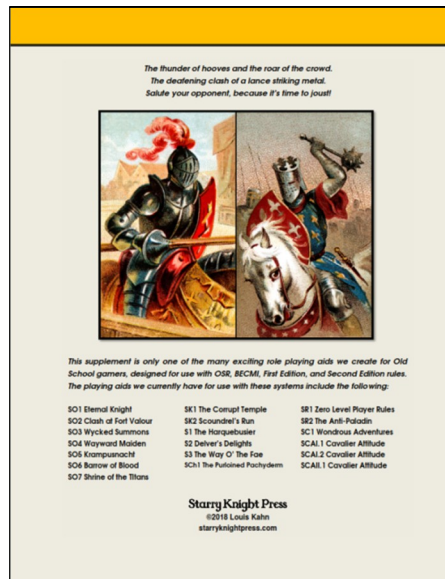 The thunder of hooves and the roar of the crowd.
The deafening clash of a lance striking metal.
Salute your opponent, because it's time to joust!
This supplement is only one of the many exciting role playing aids we create for Old
School gamers, designed for use with OSR, BECMI, First Edition, and Second Edition rules.
The playing aids we currently have for use with these systems include the following:
SO1 Eternal Knight
SO2 Clash at Fort Valour
SO3 Wycked Summons
SO4 Wayward Maiden
SO5 Krampusnacht
SO6 Barrow of Blood
SO7 Shrine of the Titans
SK1 The Corrupt Temple
SK2 Scoundrel's Run
S1 The Harquebusier
S2 Delver's Delights
S3 The Way O' The Fae
SCh1 The Purloined Pachyderm
SR1 Zero Level Player Rules
SR2 The Anti-Paladin
SC1 Wondrous Adventures
SCAI.1 Cavalier Attitude
SCAI.2 Cavalier Attitude
SCAII.1 Cavalier Attitude
Starry Knight Press
©2018 Louis Kahn
starryknightpress.com